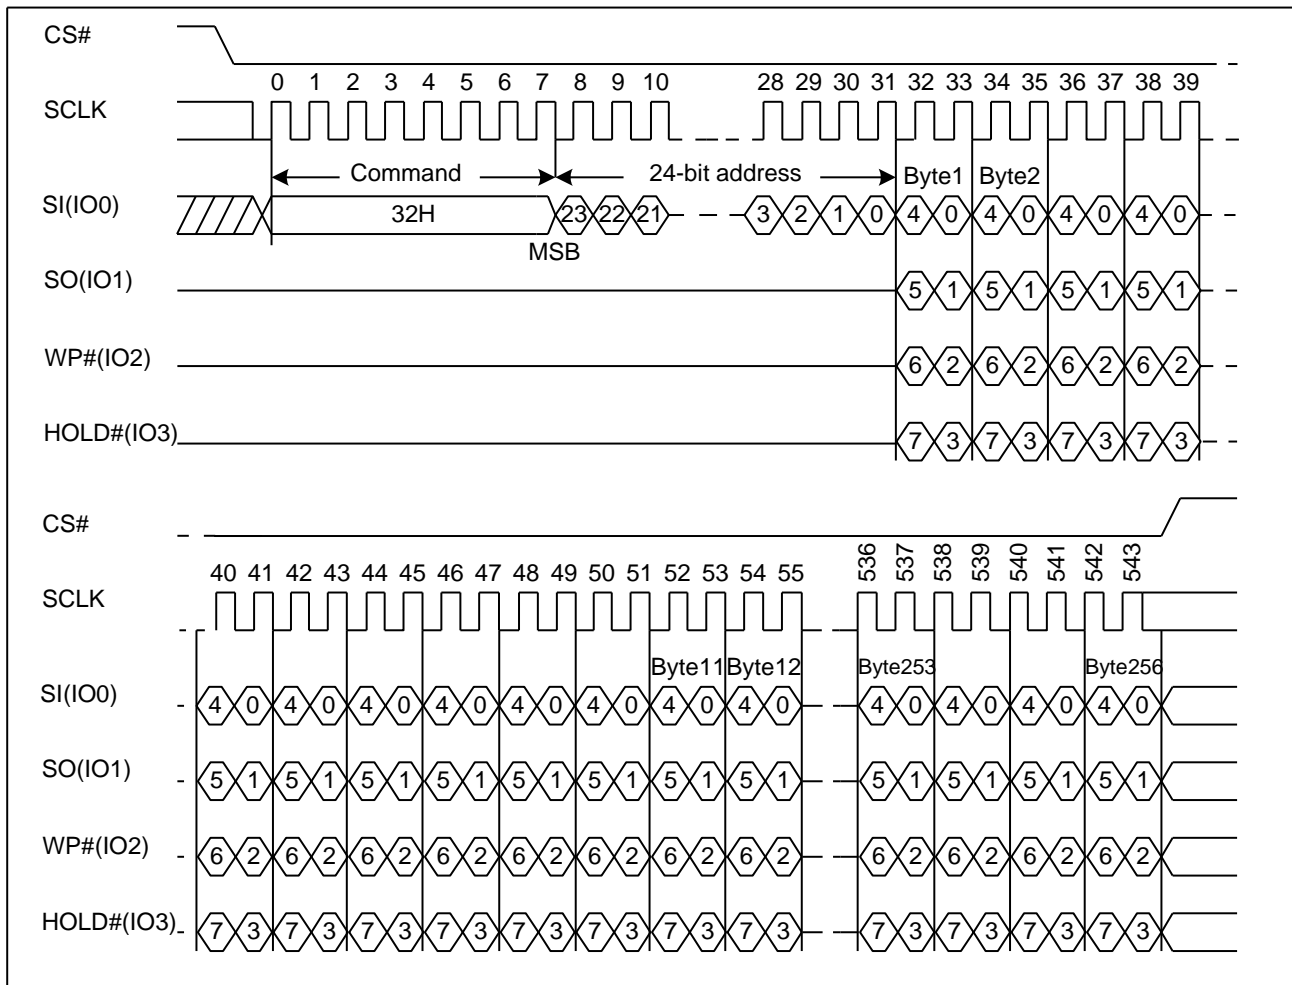 CS#
0 1 2 3 4 5 6 7 8 9 10 28 29 30 31 32 33 34 35 36 37 38 39
SCLK
Command 24-bit address Byte1 Byte2
SI(IO0) 32H 23 22 21 3 2 1 0 4 0 4 0 4 0 4 0
MSB
SO(IO1) 5 1 5 1 5 1 5 1
WP#(IO2) 6 2 6 2 6 2 6 2
HOLD#(IO3) 7 3 7 3 7 3 7 3
CS#
40 41 42 43 44 45 46 47 48 49 50 51 52 53 54 55 536 537 538 539 540 541 542 543
SCLK
Byte11 Byte12 Byte253 Byte256
SI(IO0) 4 0 4 0 4 0 4 0 4 0 4 0 4 0 4 0 4 0 4 0 4 0 4 0
SO(IO1) 5 1 5 1 5 1 5 1 5 1 5 1 5 1 5 1 5 1 5 1 5 1 5 1
WP#(IO2) 6 2 6 2 6 2 6 2 6 2 6 2 6 2 6 2 6 2 6 2 6 2 6 2
HOLD#(IO3) 7 3 7 3 7 3 7 3 7 3 7 3 7 3 7 3 7 3 7 3 7 3 7 3